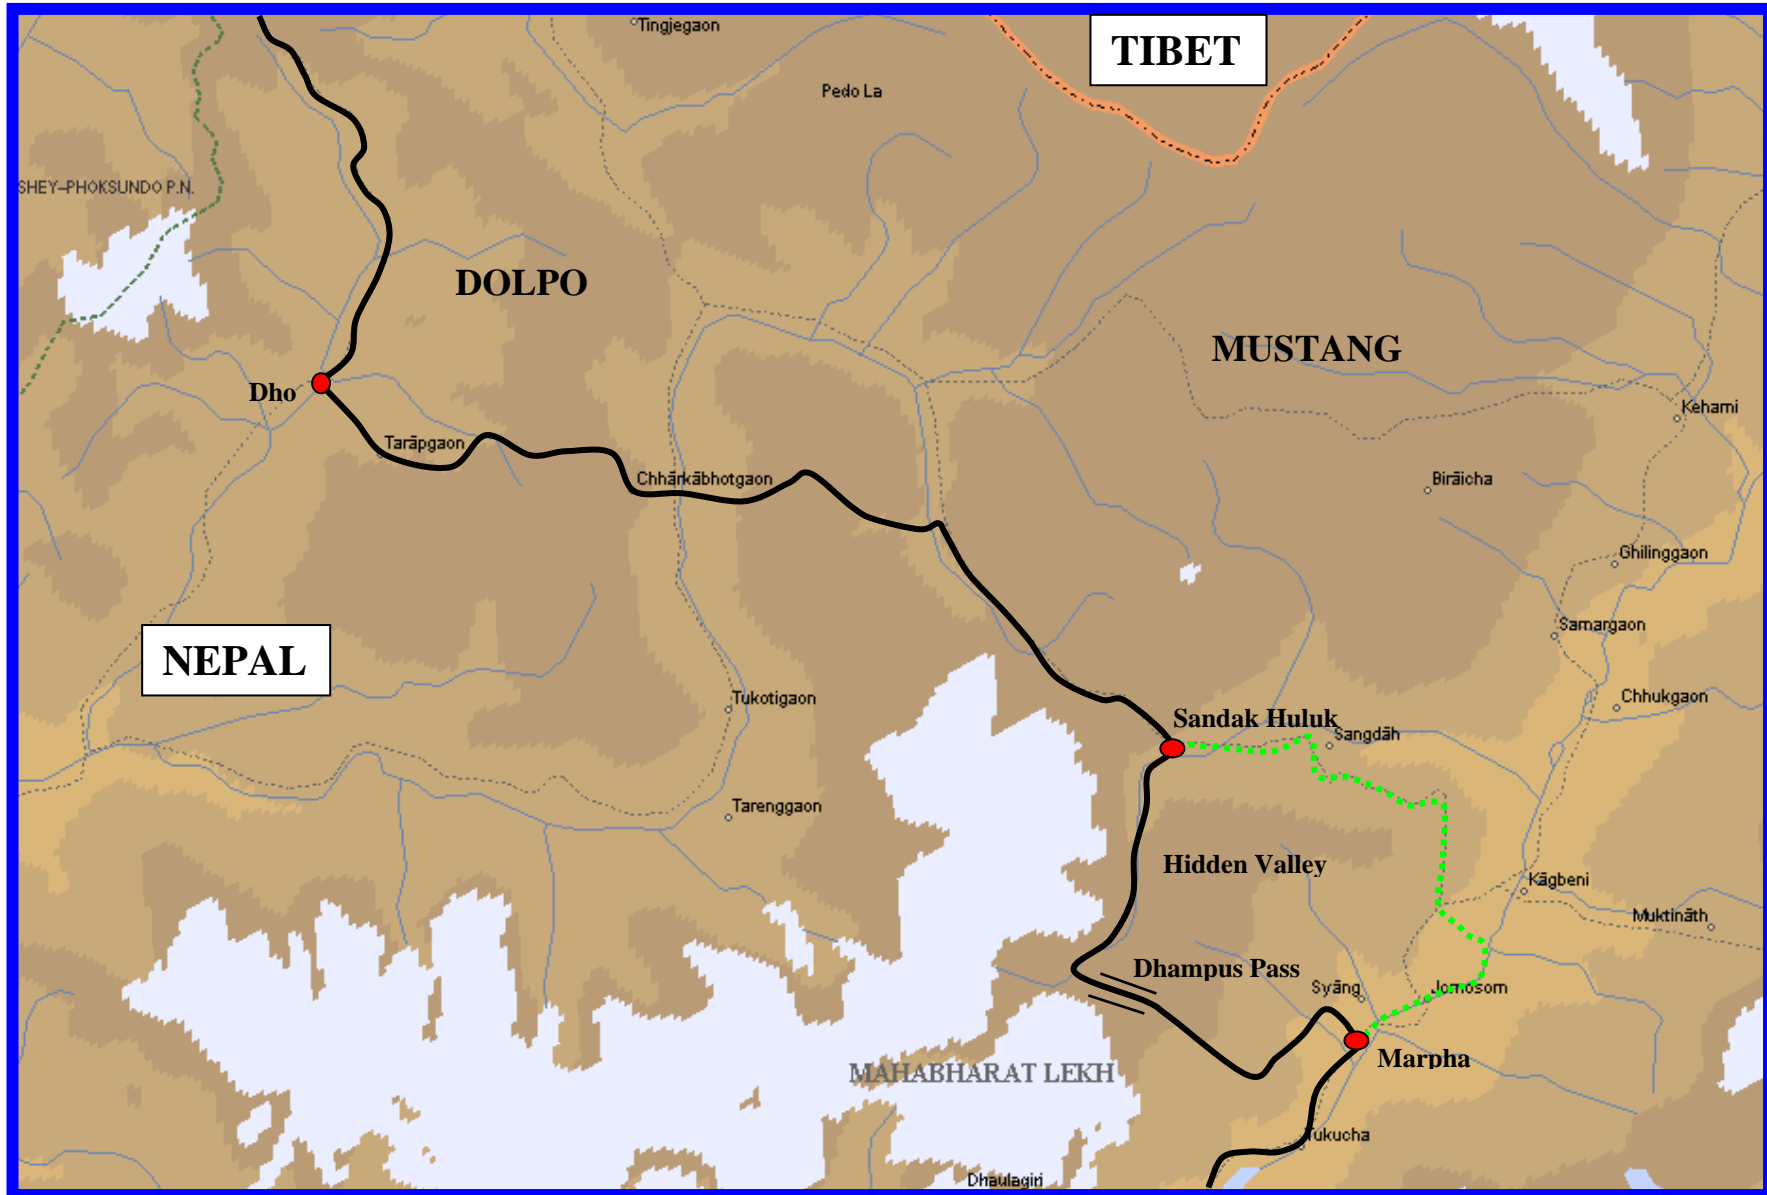 Tingjegaon
TIBET
Pedo La
SHEY-PHOKSUNDO P.N.
DOLPO
MUSTANG
Dho
Kehami
Tarāpgaon
Chhārkābhotgaon
Birāicha
Ghilinggaon
Samargaon
NEPAL
Tukotigaon
Chhukgaon
Sandak Huluk
Sangdāh
Tarenggaon
Hidden Valley
Kāgbeni
Muktināth
Dhampus Pass
Syāng
Jomosom
Marpha
MAHABHARAT LEKH
Tukucha
Dhaulagiri